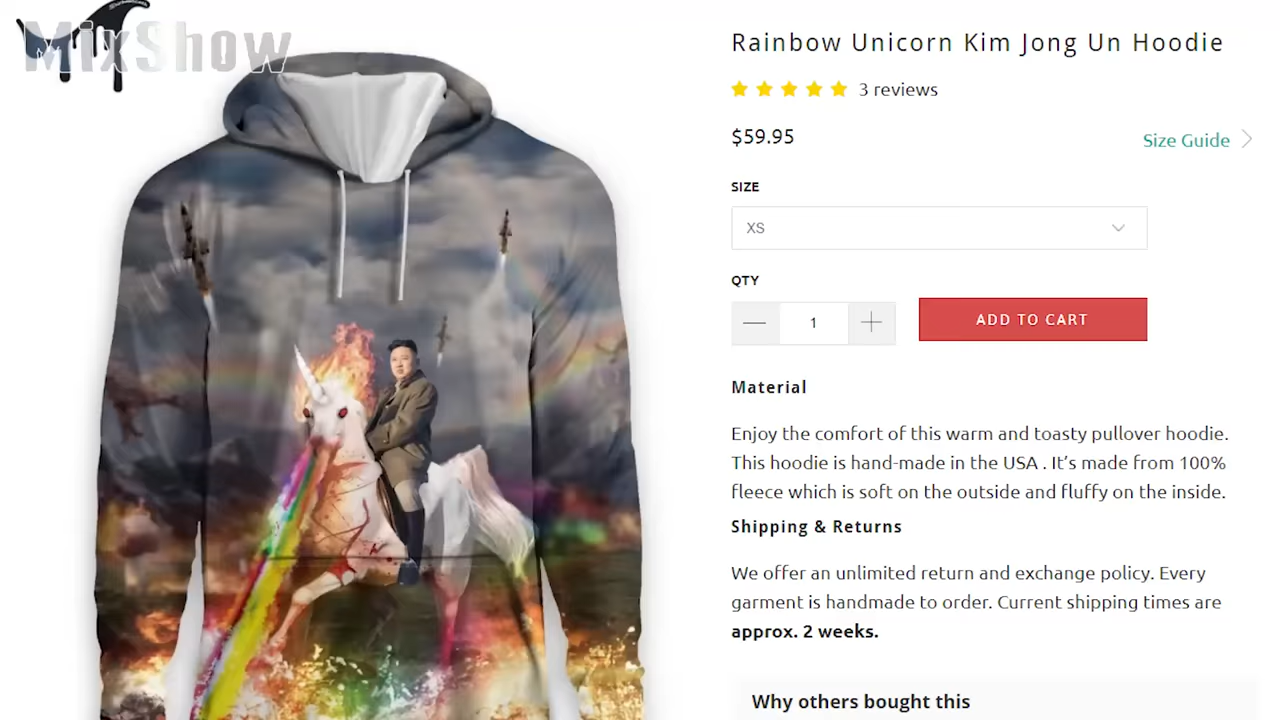 MixShow
Rainbow Unicorn Kim Jong Un Hoodie
3 reviews
$59.95
Size Guide
SIZE
XS
QTY
1
ADD TO CART
Material
Enjoy the comfort of this warm and toasty pullover hoodie.
This hoodie is hand-made in the USA . It’s made from 100%
fleece which is soft on the outside and fluffy on the inside.
Shipping & Returns
We offer an unlimited return and exchange policy. Every
garment is handmade to order. Current shipping times are
approx. 2 weeks.
Why others bought this